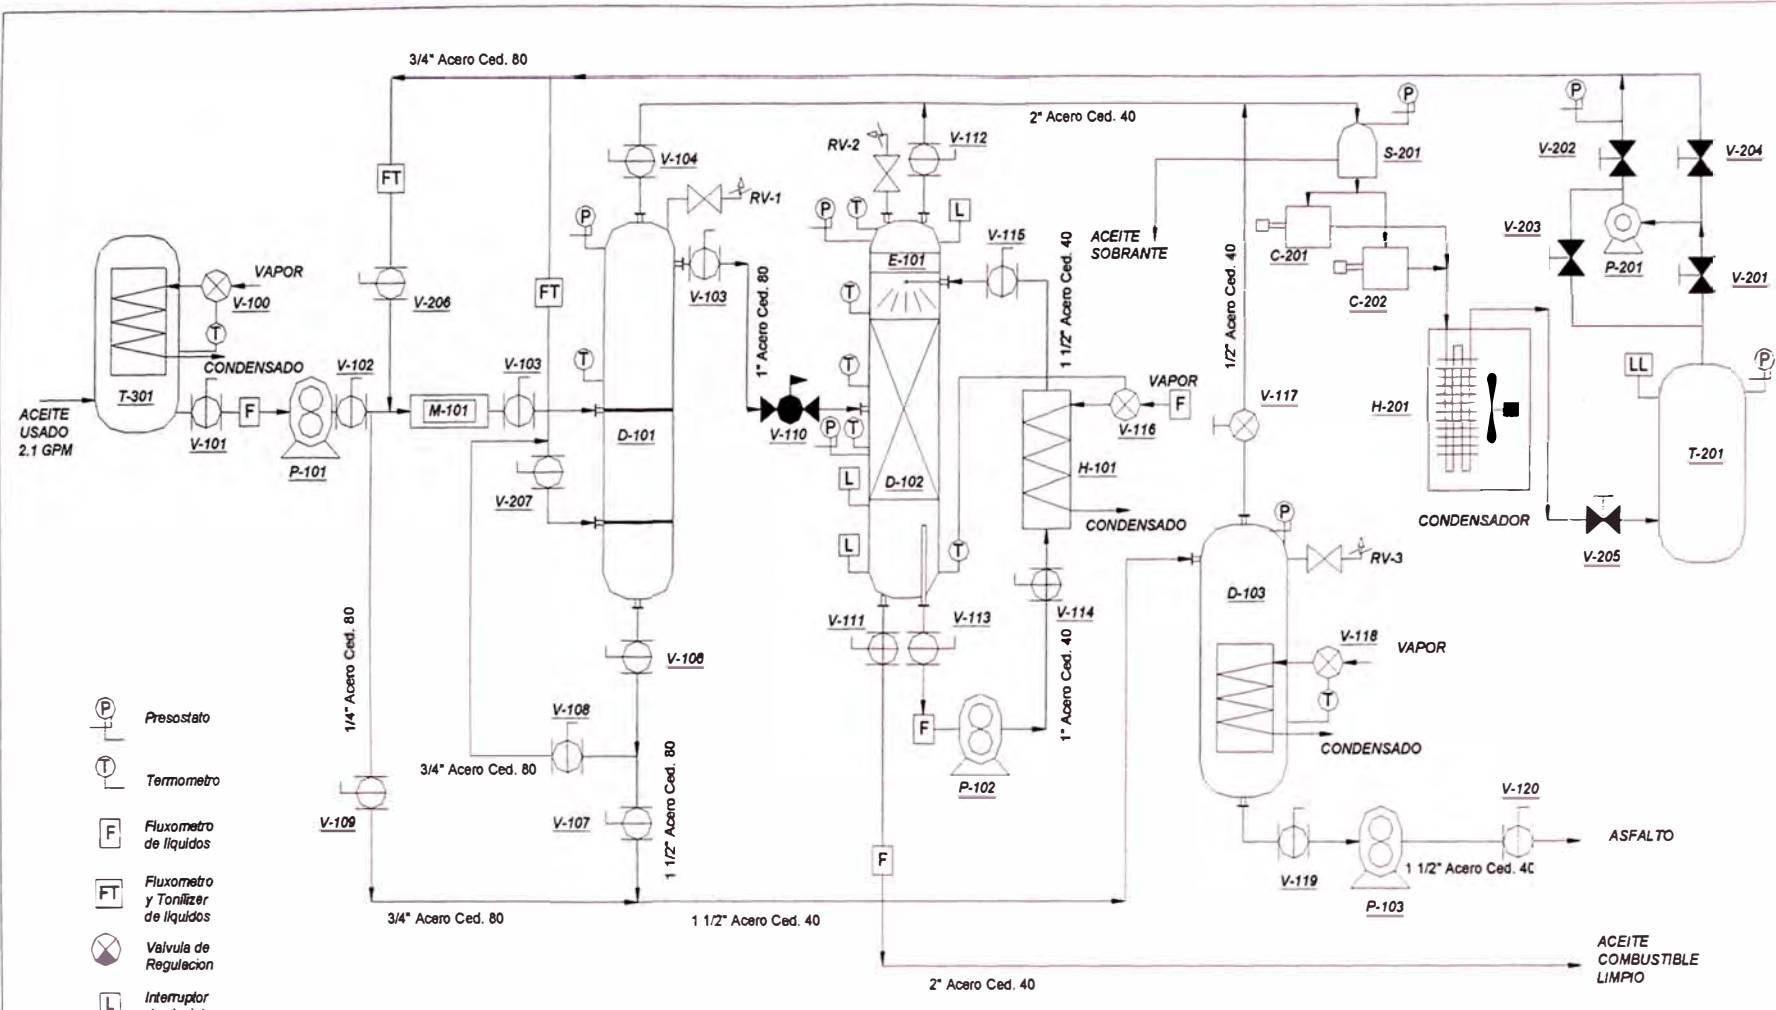 3/4" Acero Ced. 80
P
P
2" Acero Ced. 40
RV-2
V-112
V-202
V-204
V-104
S-201
FT
RV-1
P
P
T
L
V-203
V-115
ACEITE
SOBRANTE
C-201
P-201
E-101
V-103
VAPOR
V-100
FT
V-206
T
C-202
V-201
1" Acero Ced. 80
1 1/2" Acero Ced. 40
1/2" Acero Ced. 40
T
CONDENSADO
V-102
T
T
LL
P
T-301
M-101
V-103
VAPOR
F
V-117
H-201
ACEITE
USADO
2.1 GPM
V-101
F
P-101
D-101
V-110
P
T
V-116
T-201
H-101
V-207
L
D-102
CONDENSADO
P
CONDENSADOR
L
T
V-205
RV-3
D-103
V-111
V-113
V-114
V-106
V-118
VAPOR
1/4" Acero Ced. 80
1" Acero Ced. 40
T
P
Presostato
V-108
F
CONDENSADO
3/4" Acero Ced. 80
1 1/2" Acero Ced. 80
T
Termometro
P-102
V-120
V-109
V-107
F
Fluxometro
de liquidos
ASFALTO
F
1 1/2" Acero Ced. 40
V-119
P-103
FT
Fluxometro
y Tonilizer
de liquidos
3/4" Acero Ced. 80
1 1/2" Acero Ced. 40
Valvula de
Regulacion
ACEITE
COMBUSTIBLE
LIMPIO
2" Acero Ced. 40
L
Interruptor